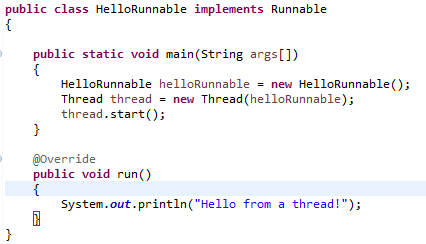 public class HelloRunnable implements Runnable
{
public static void main(String args[])
{
HelloRunnable helloRunnable = new HelloRunnable();
Thread thread = new Thread(helloRunnable);
thread.start();
}
@Override
public void run()
{
System.out.println("Hello from a thread!");
}
}